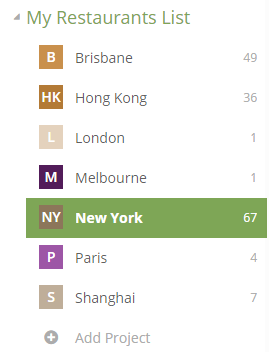 My Restaurants List
B Brisbane 49
HK Hong Kong 36
L London 1
M Melbourne 1
NY New York 67
P Paris 4
S Shanghai 7
Add Project